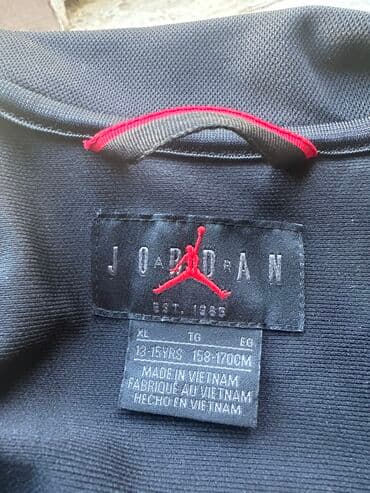 JORDAN
AIR
EST. 1985
XL TG EG
13-15YRS 158-170CM
MADE IN VIETNAM
FABRIQUÉ AU VIETNAM
HECHO EN VIETNAM